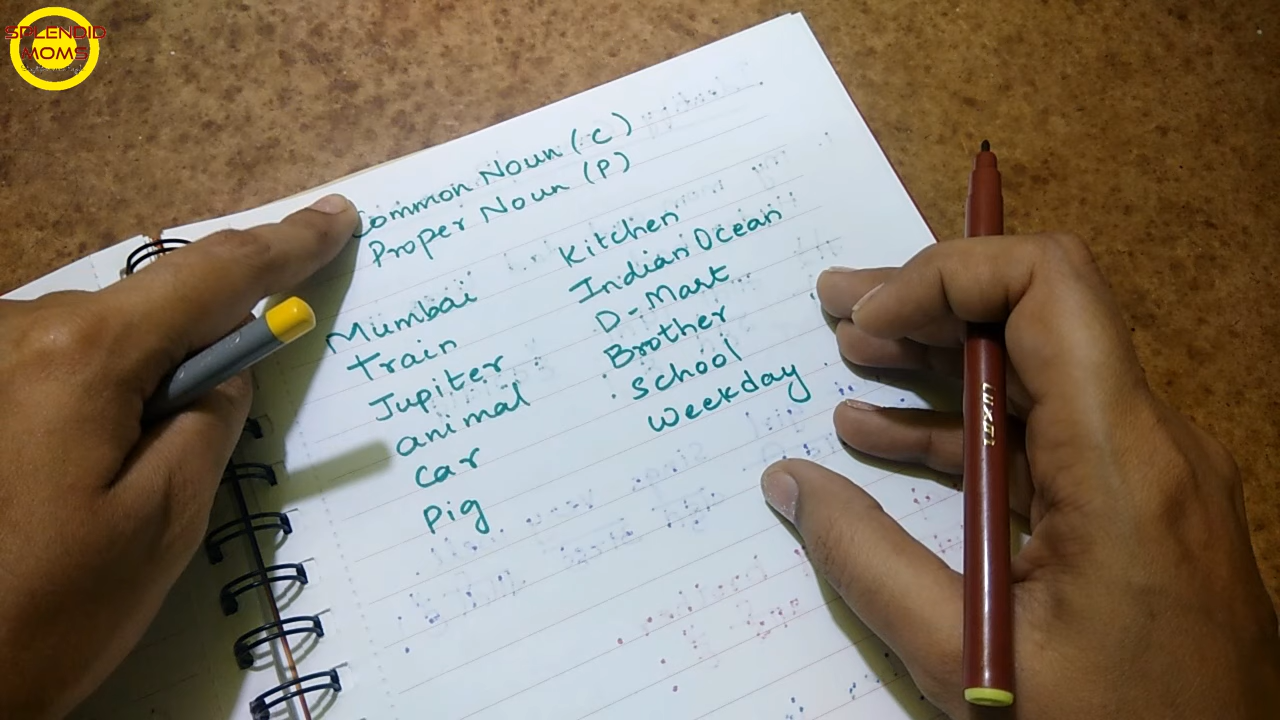 SPLENDID
MOMS
Common Noun (C)
Proper Noun (P)
Mumbai
Train
Jupiter
animal
Car
Pig
Kitchen
Indian Ocean
D-Mart
Brother
School
Weekday
LUXOR